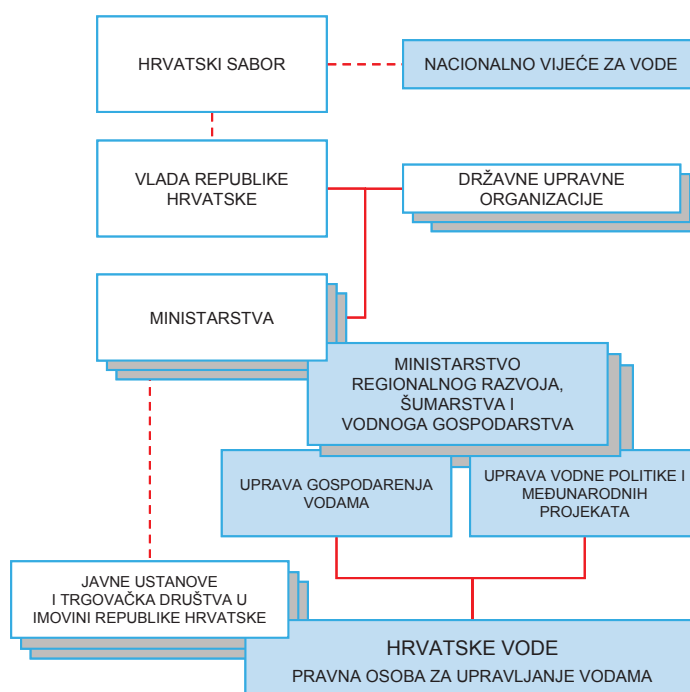 HRVATSKI SABOR
NACIONALNO VIJEĆE ZA VODE
VLADA REPUBLIKE
HRVATSKE
DRŽAVNE UPRAVNE
ORGANIZACIJE
MINISTARSTVA
MINISTARSTVO
REGIONALNOG RAZVOJA,
ŠUMARSTVA I
VODNOGA GOSPODARSTVA
UPRAVA GOSPODARENJA
VODAMA
UPRAVA VODNE POLITIKE I
MEĐUNARODNIH
PROJEKATA
JAVNE USTANOVE
I TRGOVAČKA DRUŠTVA U
IMOVINI REPUBLIKE HRVATSKE
HRVATSKE VODE
PRAVNA OSOBA ZA UPRAVLJANJE VODAMA